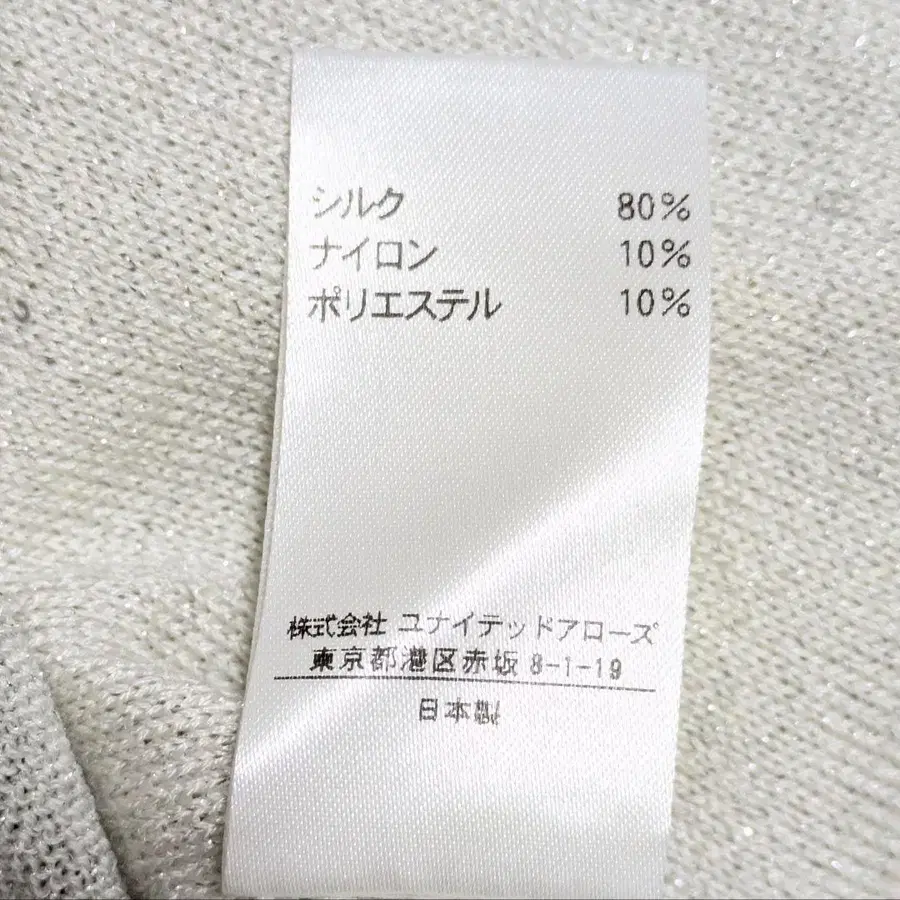 シルク 80%
ナイロン 10%
ポリエステル 10%
株式会社 ユナイテッドアローズ
東京都港区赤坂 8-1-19
日本製